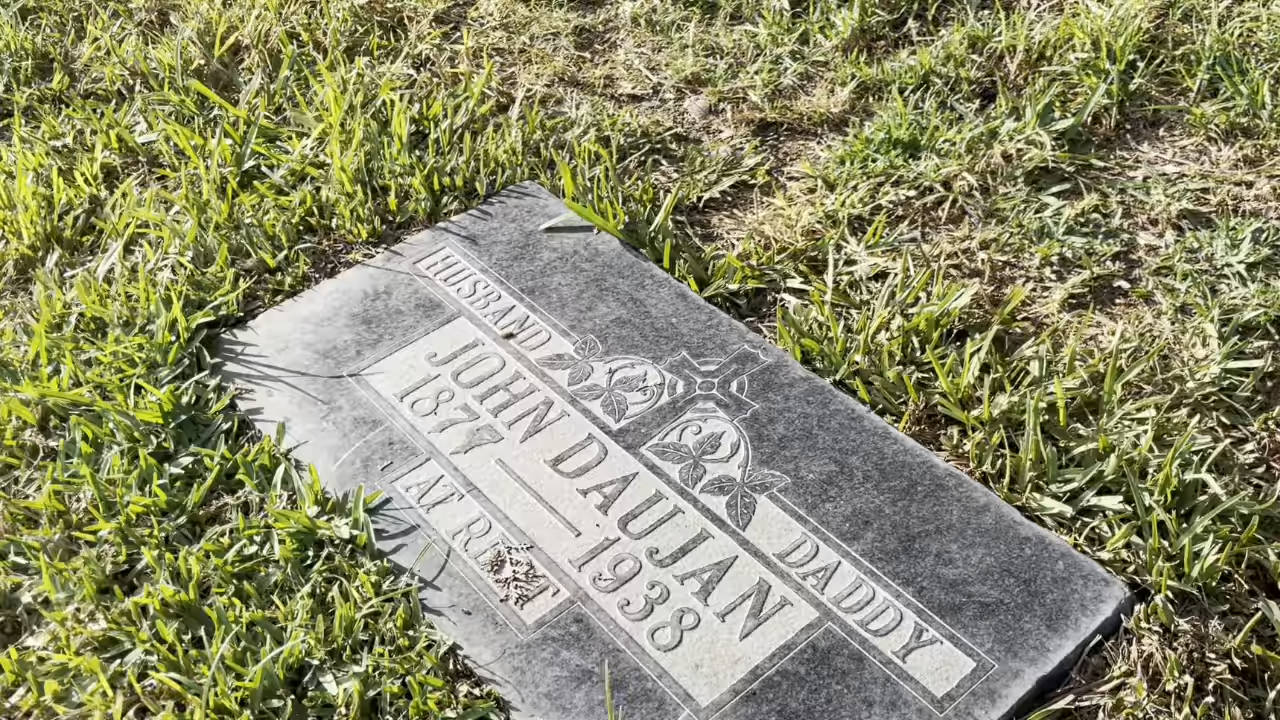 HUSBAND DADDY
JOHN DAUJAN
1877 — 1938
AT REST